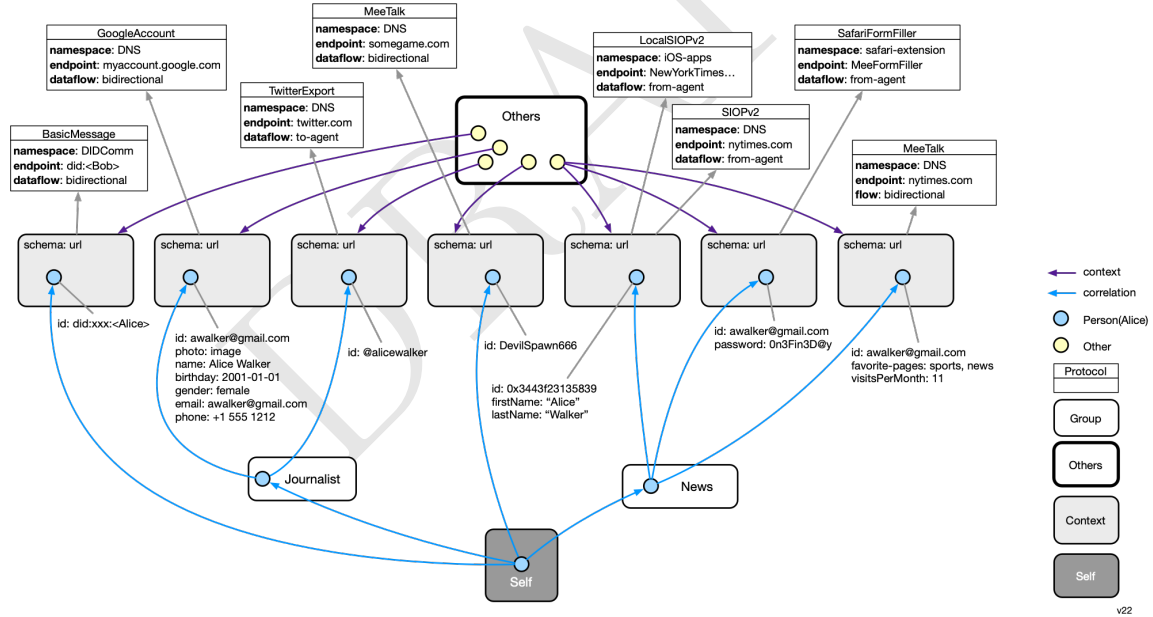 MeeTalk
namespace: DNS
endpoint: somegame.com
dataflow: bidirectional
GoogleAccount
namespace: DNS
endpoint: myaccount.google.com
dataflow: bidirectional
LocalSIOPv2
namespace: iOS-apps
endpoint: NewYorkTimes...
dataflow: from-agent
SafariFormFiller
namespace: safari-extension
endpoint: MeeFormFiller
dataflow: from-agent
TwitterExport
namespace: DNS
endpoint: twitter.com
dataflow: to-agent
Others
SIOPv2
namespace: DNS
endpoint: nytimes.com
dataflow: from-agent
BasicMessage
namespace: DIDComm
endpoint: did:<Bob>
dataflow: bidirectional
MeeTalk
namespace: DNS
endpoint: nytimes.com
flow: bidirectional
DRAFT
schema: url
schema: url
schema: url
schema: url
schema: url
schema: url
schema: url
id: did:xxx:<Alice>
id: awalker@gmail.com
photo: image
name: Alice Walker
birthday: 2001-01-01
gender: female
email: awalker@gmail.com
phone: +1 555 1212
id: @alicewalker
id: DevilSpawn666
id: 0x3443f23135839
firstName: “Alice”
lastName: “Walker”
id: awalker@gmail.com
password: 0n3Fin3D@y
id: awalker@gmail.com
favorite-pages: sports, news
visitsPerMonth: 11
Journalist
News
Self
context
correlation
Person(Alice)
Other
Protocol
Group
Others
Context
Self
v22